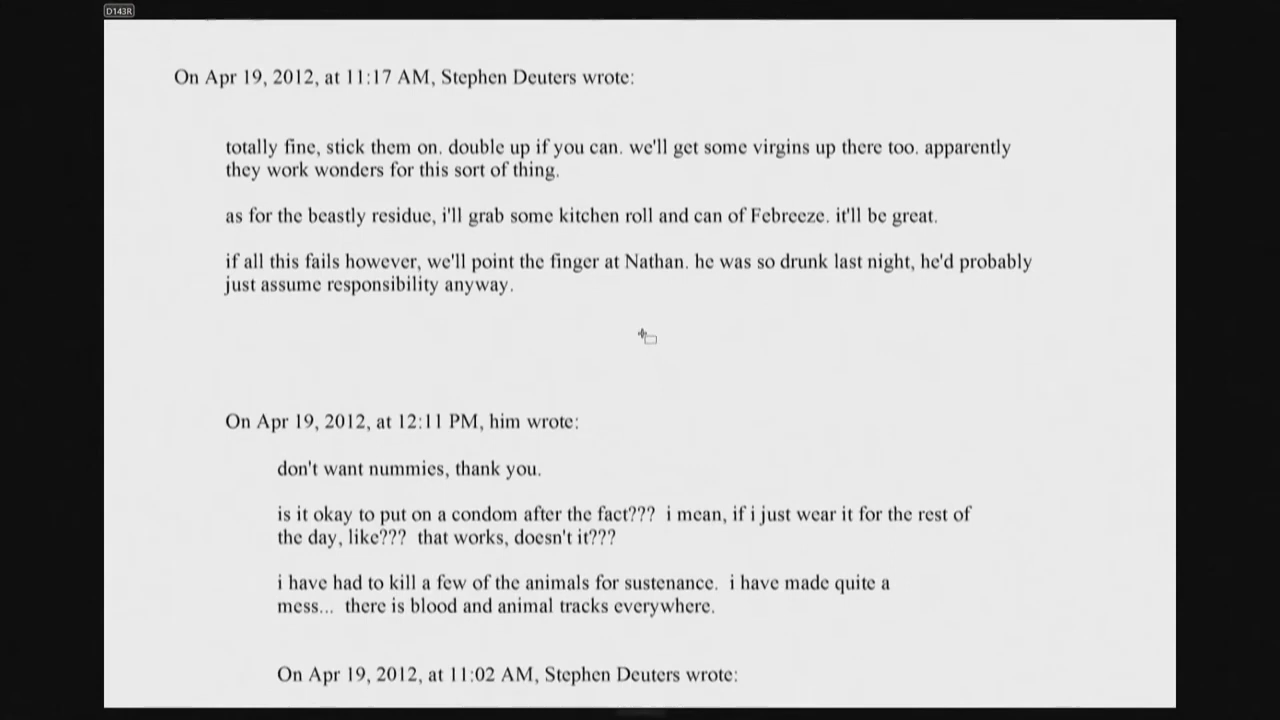 D143R
On Apr 19, 2012, at 11:17 AM, Stephen Deuters wrote:
totally fine, stick them on. double up if you can. we'll get some virgins up there too. apparently
they work wonders for this sort of thing.
as for the beastly residue, i'll grab some kitchen roll and can of Febreeze. it'll be great.
if all this fails however, we'll point the finger at Nathan. he was so drunk last night, he'd probably
just assume responsibility anyway.
On Apr 19, 2012, at 12:11 PM, him wrote:
don't want nummies, thank you.
is it okay to put on a condom after the fact???  i mean, if i just wear it for the rest of
the day, like???  that works, doesn't it???
i have had to kill a few of the animals for sustenance.  i have made quite a
mess...  there is blood and animal tracks everywhere.
On Apr 19, 2012, at 11:02 AM, Stephen Deuters wrote: